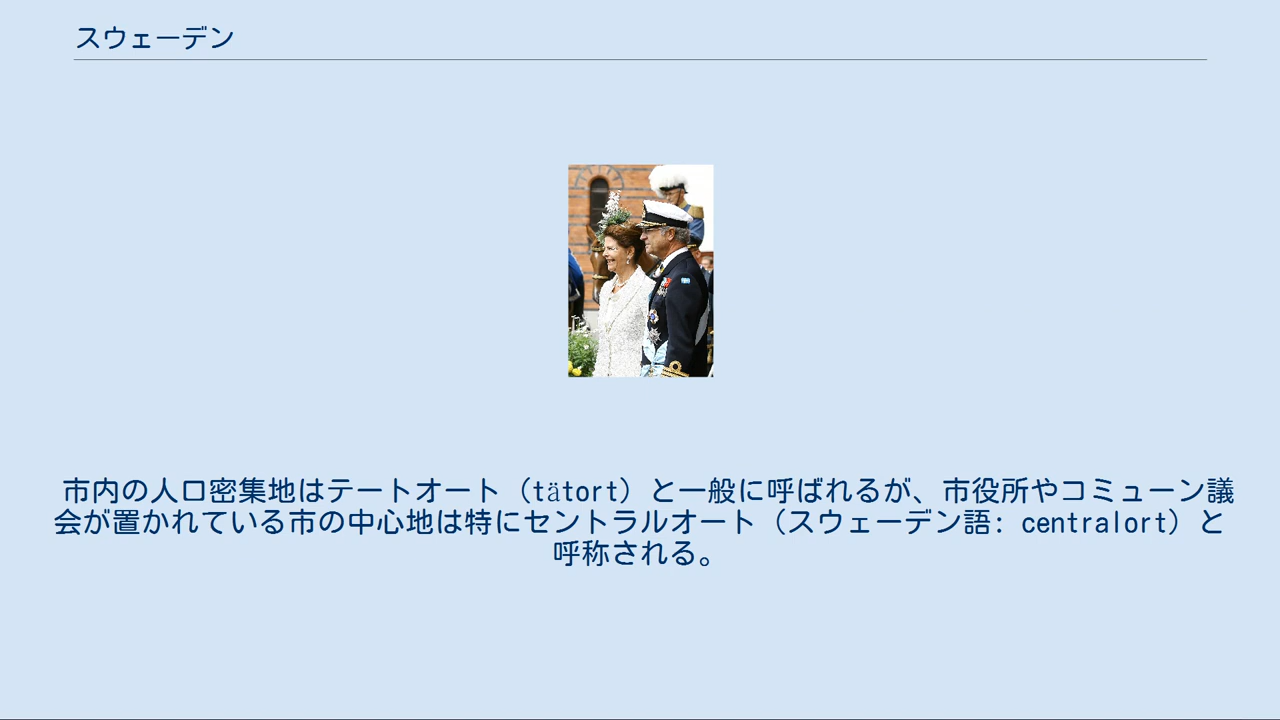 スウェーデン
市内の人口密集地はテートオート（tätort）と一般に呼ばれるが、市役所やコミューン議
会が置かれている市の中心地は特にセントラルオート（スウェーデン語: centralort）と
呼称される。